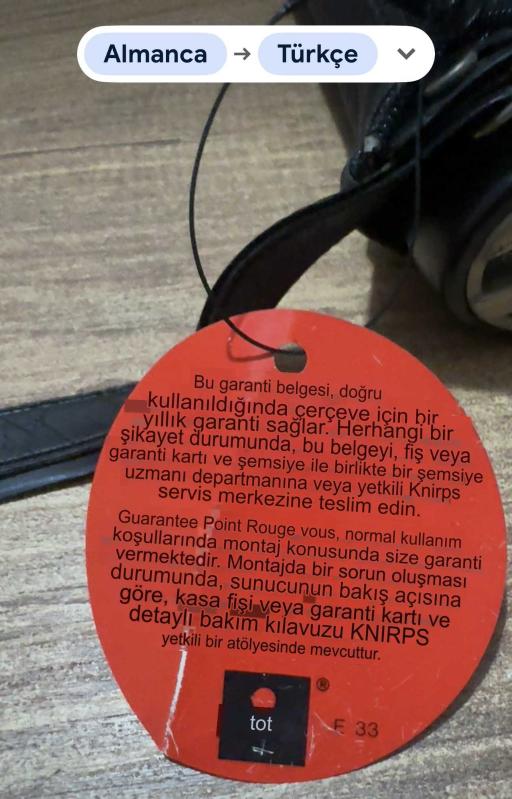 Almanca → Türkçe
Bu garanti belgesi, doğru
kullanıldığında çerçeve için bir
yıllık garanti sağlar. Herhangi bir
şikayet durumunda, bu belgeyi, fiş veya
garanti kartı ve şemsiye ile birlikte bir şemsiye
uzmanı departmanına veya yetkili Knirps
servis merkezine teslim edin.
Guarantee Point Rouge vous, normal kullanım
koşullarında montaj konusunda size garanti
vermektedir. Montajda bir sorun oluşması
durumunda, sunucunun bakış açısına
göre, kasa fişi veya garanti kartı ve
detaylı bakım kılavuzu KNIRPS
yetkili bir atölyesinde mevcuttur.
®
tot
E 33